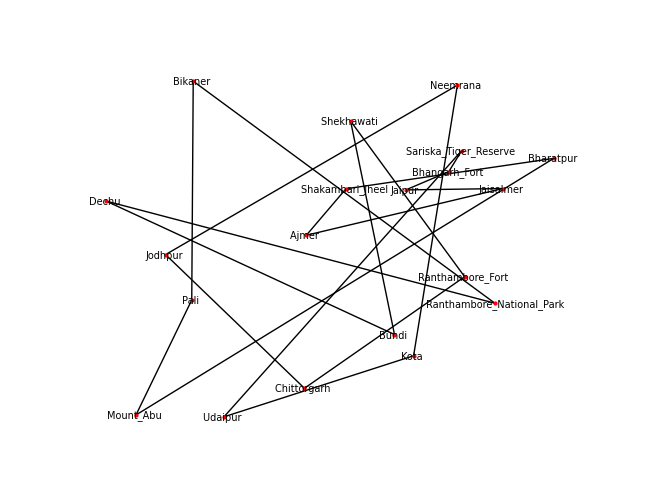 Bikaner
Neemrana
Shekhawati
Sariska_Tiger_Reserve
Bharatpur
Bhangarh_Fort
Shakambari_Jheel
Jaipur
Jaisalmer
Dechu
Ajmer
Jodhpur
Ranthambore_Fort
Pali
Ranthambore_National_Park
Bundi
Kota
Chittorgarh
Mount_Abu
Udaipur